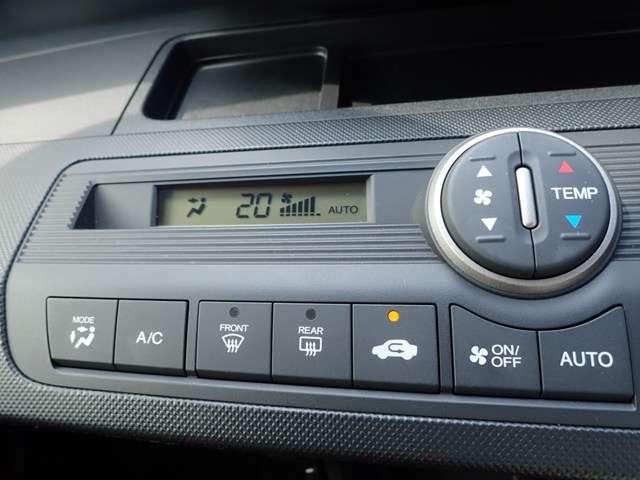 20 AUTO
TEMP
MODE
A/C
FRONT
REAR
ON/
OFF
AUTO